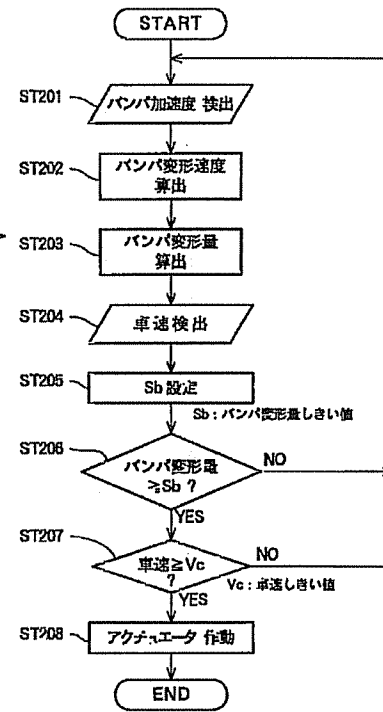 START
ST201
バンパ加速度 検出
ST202
バンパ変形速度
算出
ST203
バンパ変形量
算出
ST204
車速検出
ST205
Sb 設定
Sb : バンパ変形量しきい値
ST206
バンパ変形量
≧Sb ?
NO
YES
ST207
車速≧Vc
?
NO
Vc : 車速しきい値
YES
ST208
アクチュエータ 作動
END